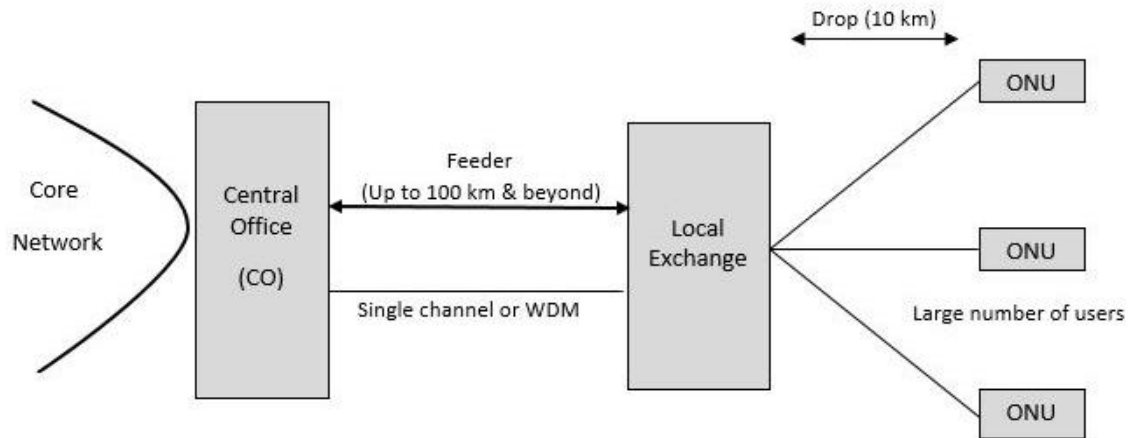 Drop (10 km)
ONU
Core
Network
Central
Office
(CO)
Feeder
(Up to 100 km & beyond)
Single channel or WDM
Local
Exchange
ONU
Large number of users
ONU